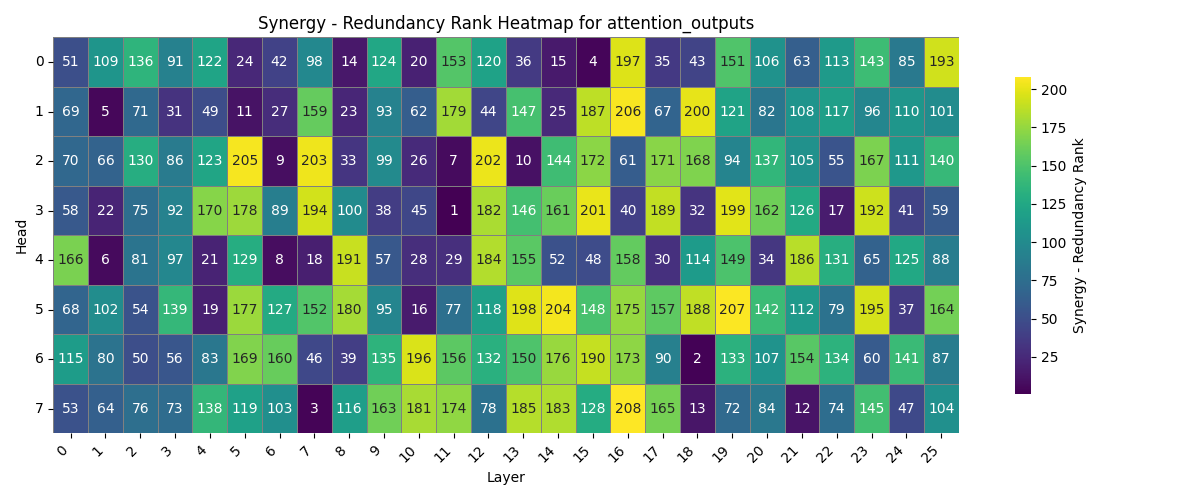 Synergy - Redundancy Rank Heatmap for attention_outputs
0 51 109 136 91 122 24 42 98 14 124 20 153 120 36 15 4 197 35 43 151 106 63 113 143 85 193
1 69 5 71 31 49 11 27 159 23 93 62 179 44 147 25 187 206 67 200 121 82 108 117 96 110 101
2 70 66 130 86 123 205 9 203 33 99 26 7 202 10 144 172 61 171 168 94 137 105 55 167 111 140
3 58 22 75 92 170 178 89 194 100 38 45 1 182 146 161 201 40 189 32 199 162 126 17 192 41 59
4 166 6 81 97 21 129 8 18 191 57 28 29 184 155 52 48 158 30 114 149 34 186 131 65 125 88
5 68 102 54 139 19 177 127 152 180 95 16 77 118 198 204 148 175 157 188 207 142 112 79 195 37 164
6 115 80 50 56 83 169 160 46 39 135 196 156 132 150 176 190 173 90 2 133 107 154 134 60 141 87
7 53 64 76 73 138 119 103 3 116 163 181 174 78 185 183 128 208 165 13 72 84 12 74 145 47 104
0 1 2 3 4 5 6 7 8 9 10 11 12 13 14 15 16 17 18 19 20 21 22 23 24 25
Layer
Head
200
175
150
125
100
75
50
25
Synergy - Redundancy Rank